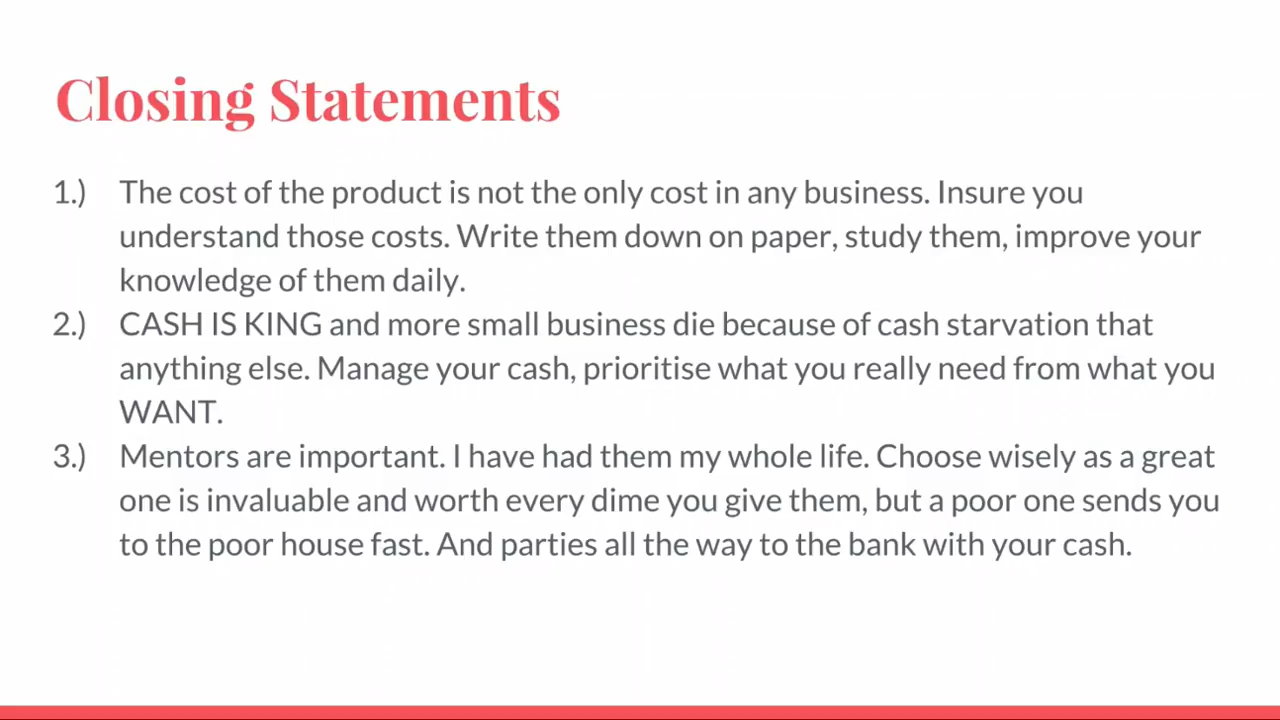 Closing Statements
1.) The cost of the product is not the only cost in any business. Insure you
understand those costs. Write them down on paper, study them, improve your
knowledge of them daily.
2.) CASH IS KING and more small business die because of cash starvation that
anything else. Manage your cash, prioritise what you really need from what you
WANT.
3.) Mentors are important. I have had them my whole life. Choose wisely as a great
one is invaluable and worth every dime you give them, but a poor one sends you
to the poor house fast. And parties all the way to the bank with your cash.